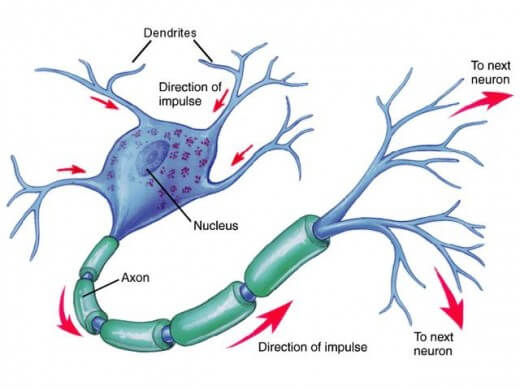 Dendrites
Direction of
impulse
To next
neuron
Nucleus
Axon
Direction of impulse
To next
neuron